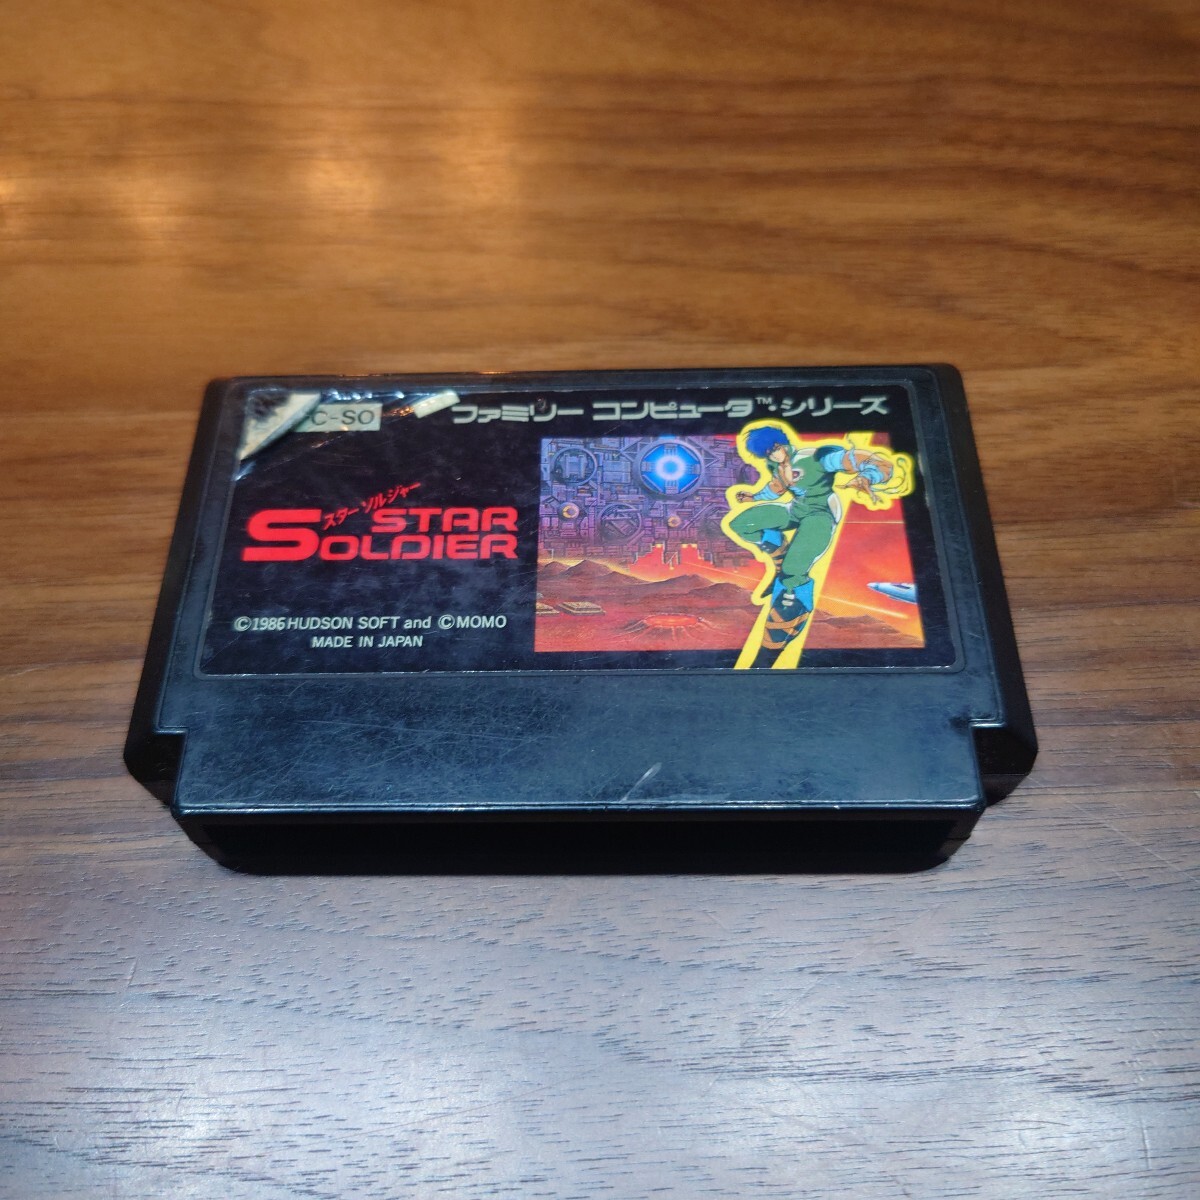 C-SO
ファミリー コンピュータ™・シリーズ
スター ソルジャー
STAR
SOLDIER
©1986 HUDSON SOFT and ©MOMO
MADE IN JAPAN